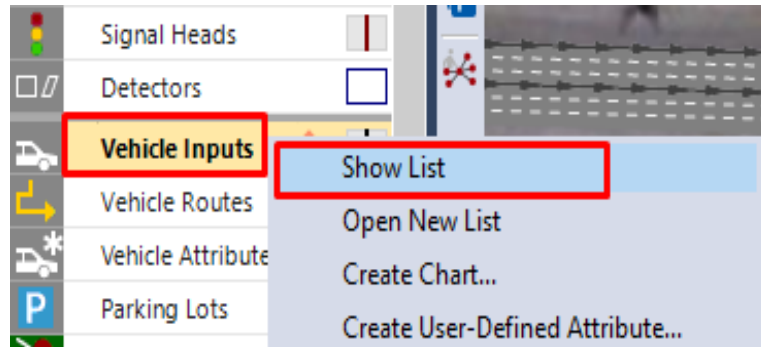 Signal Heads
Detectors
Vehicle Inputs
Show List
Vehicle Routes
Open New List
Vehicle Attribute
Create Chart...
P
Parking Lots
Create User-Defined Attribute...